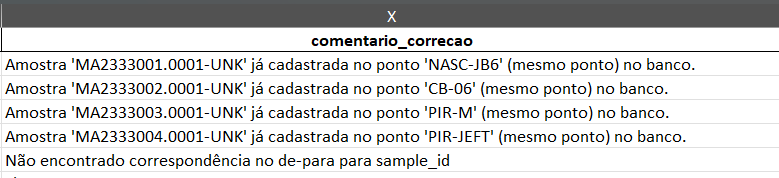 X
comentario_correcao
Amostra 'MA2333001.0001-UNK' já cadastrada no ponto 'NASC-JB6' (mesmo ponto) no banco.
Amostra 'MA2333002.0001-UNK' já cadastrada no ponto 'CB-06' (mesmo ponto) no banco.
Amostra 'MA2333003.0001-UNK' já cadastrada no ponto 'PIR-M' (mesmo ponto) no banco.
Amostra 'MA2333004.0001-UNK' já cadastrada no ponto 'PIR-JEFT' (mesmo ponto) no banco.
Não encontrado correspondência no de-para para sample_id